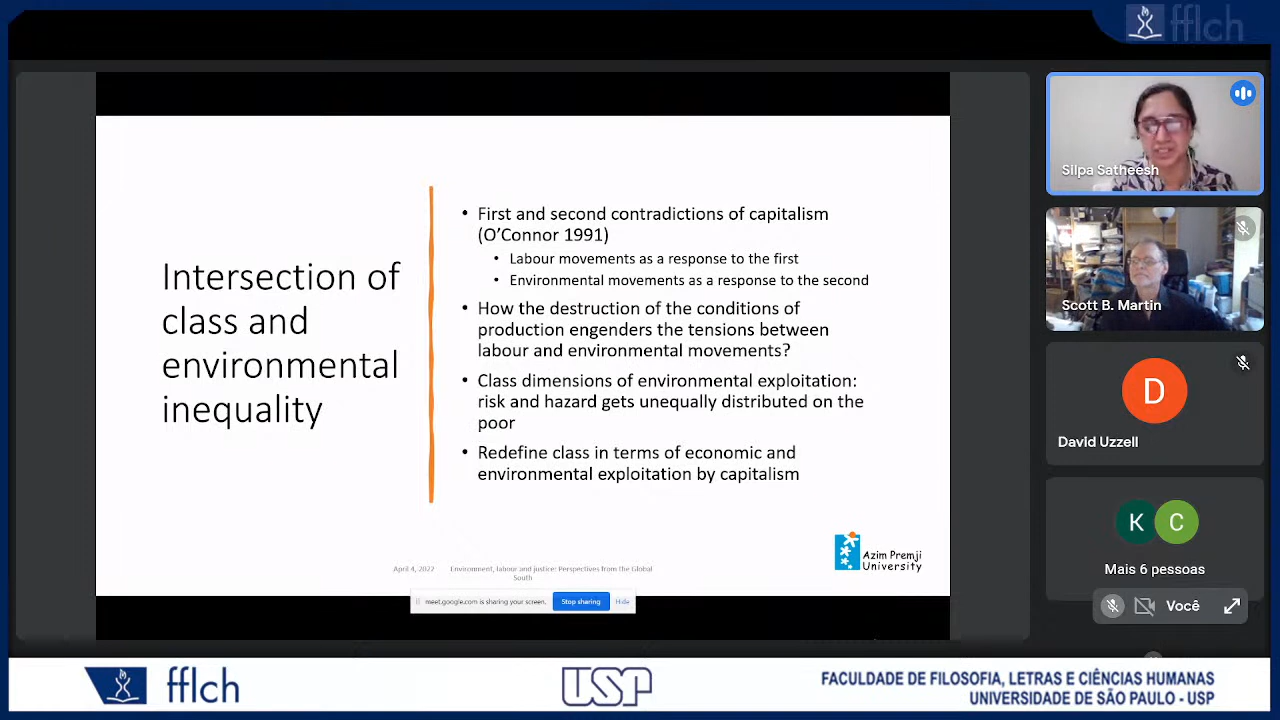 fflch
Intersection of
class and
environmental
inequality
• First and second contradictions of capitalism
(O’Connor 1991)
• Labour movements as a response to the first
• Environmental movements as a response to the second
• How the destruction of the conditions of
production engenders the tensions between
labour and environmental movements?
• Class dimensions of environmental exploitation:
risk and hazard gets unequally distributed on the
poor
• Redefine class in terms of economic and
environmental exploitation by capitalism
Azim Premji
University
April 4, 2022
Environment, labour and justice: Perspectives from the Global
South
meet.google.com is sharing your screen.
Stop sharing
Hide
Silpa Satheesh
Scott B. Martin
D
David Uzzell
K
C
Mais 6 pessoas
Você
fflch
USP
FACULDADE DE FILOSOFIA, LETRAS E CIÊNCIAS HUMANAS
UNIVERSIDADE DE SÃO PAULO - USP